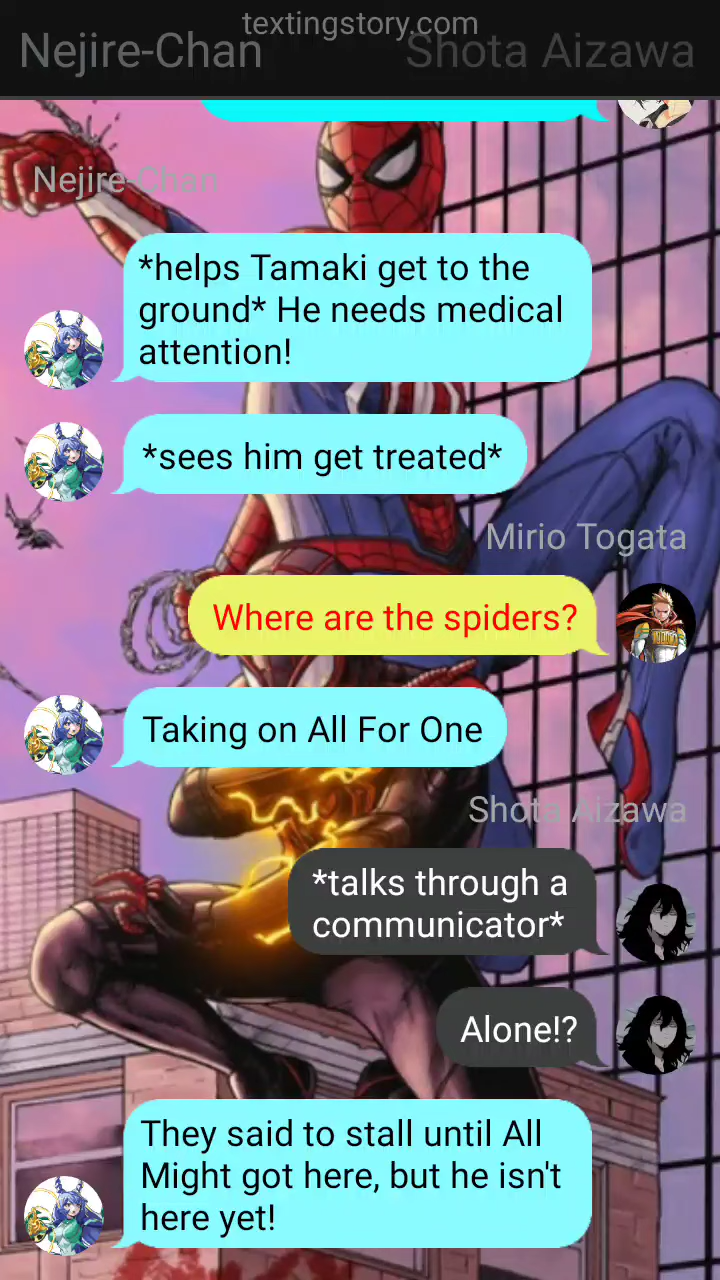 textingstory.com
Nejire-Chan
Shota Aizawa
Nejire-Chan
*helps Tamaki get to the
ground* He needs medical
attention!
*sees him get treated*
Mirio Togata
Where are the spiders?
Taking on All For One
Shota Aizawa
*talks through a
communicator*
Alone!?
They said to stall until All
Might got here, but he isn't
here yet!